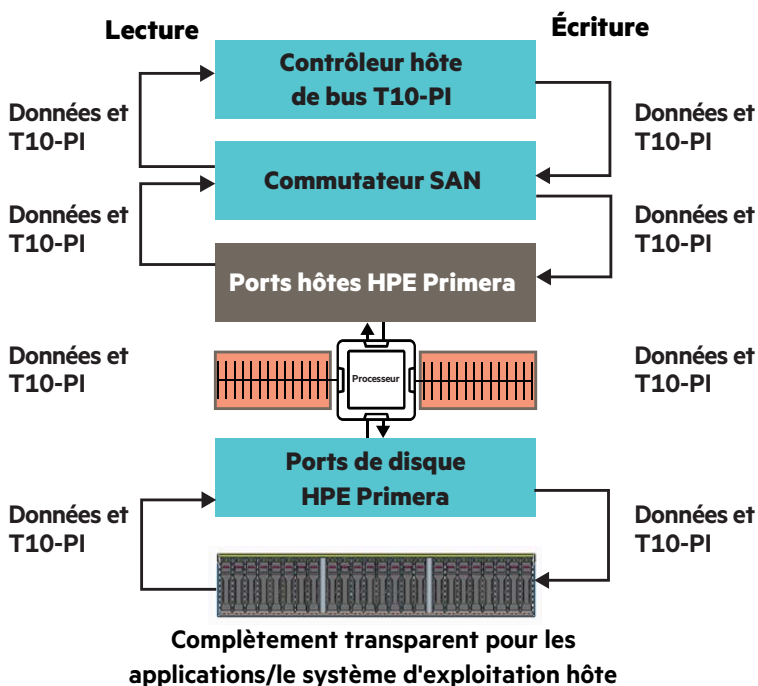 Lecture
Écriture
Contrôleur hôte
de bus T10-PI
Données et
T10-PI
Données et
T10-PI
Commutateur SAN
Données et
T10-PI
Données et
T10-PI
Ports hôtes HPE Primera
Données et
T10-PI
Processeur
Données et
T10-PI
Ports de disque
HPE Primera
Données et
T10-PI
Données et
T10-PI
Complètement transparent pour les
applications/le système d'exploitation hôte